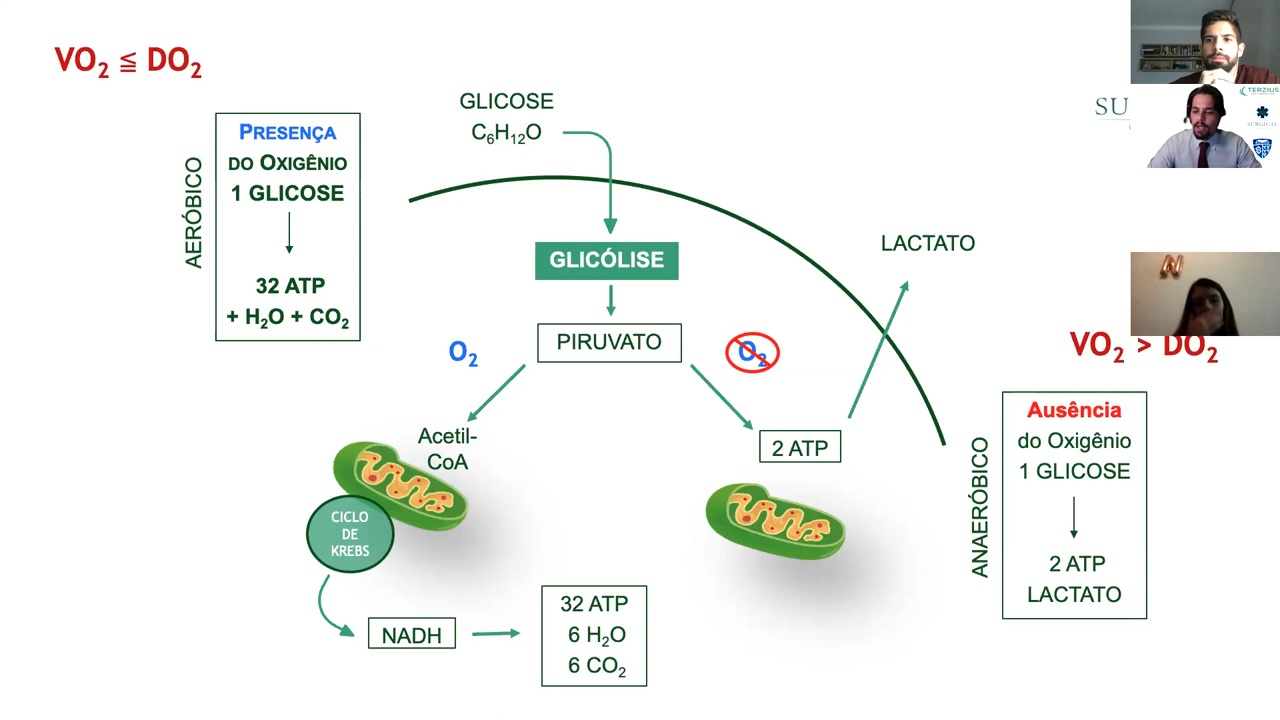 VO₂ ≦ DO₂
GLICOSE
C₆H₁₂O
AERÓBICO
PRESENÇA
DO OXIGÊNIO
1 GLICOSE
32 ATP
+ H₂O + CO₂
GLICÓLISE
PIRUVATO
O₂
O₂
LACTATO
Acetil-
CoA
2 ATP
CICLO
DE
KREBS
NADH
32 ATP
6 H₂O
6 CO₂
SU
TERZIUS
SURGICAL
N
VO₂ > DO₂
ANAERÓBICO
Ausência
do Oxigênio
1 GLICOSE
2 ATP
LACTATO